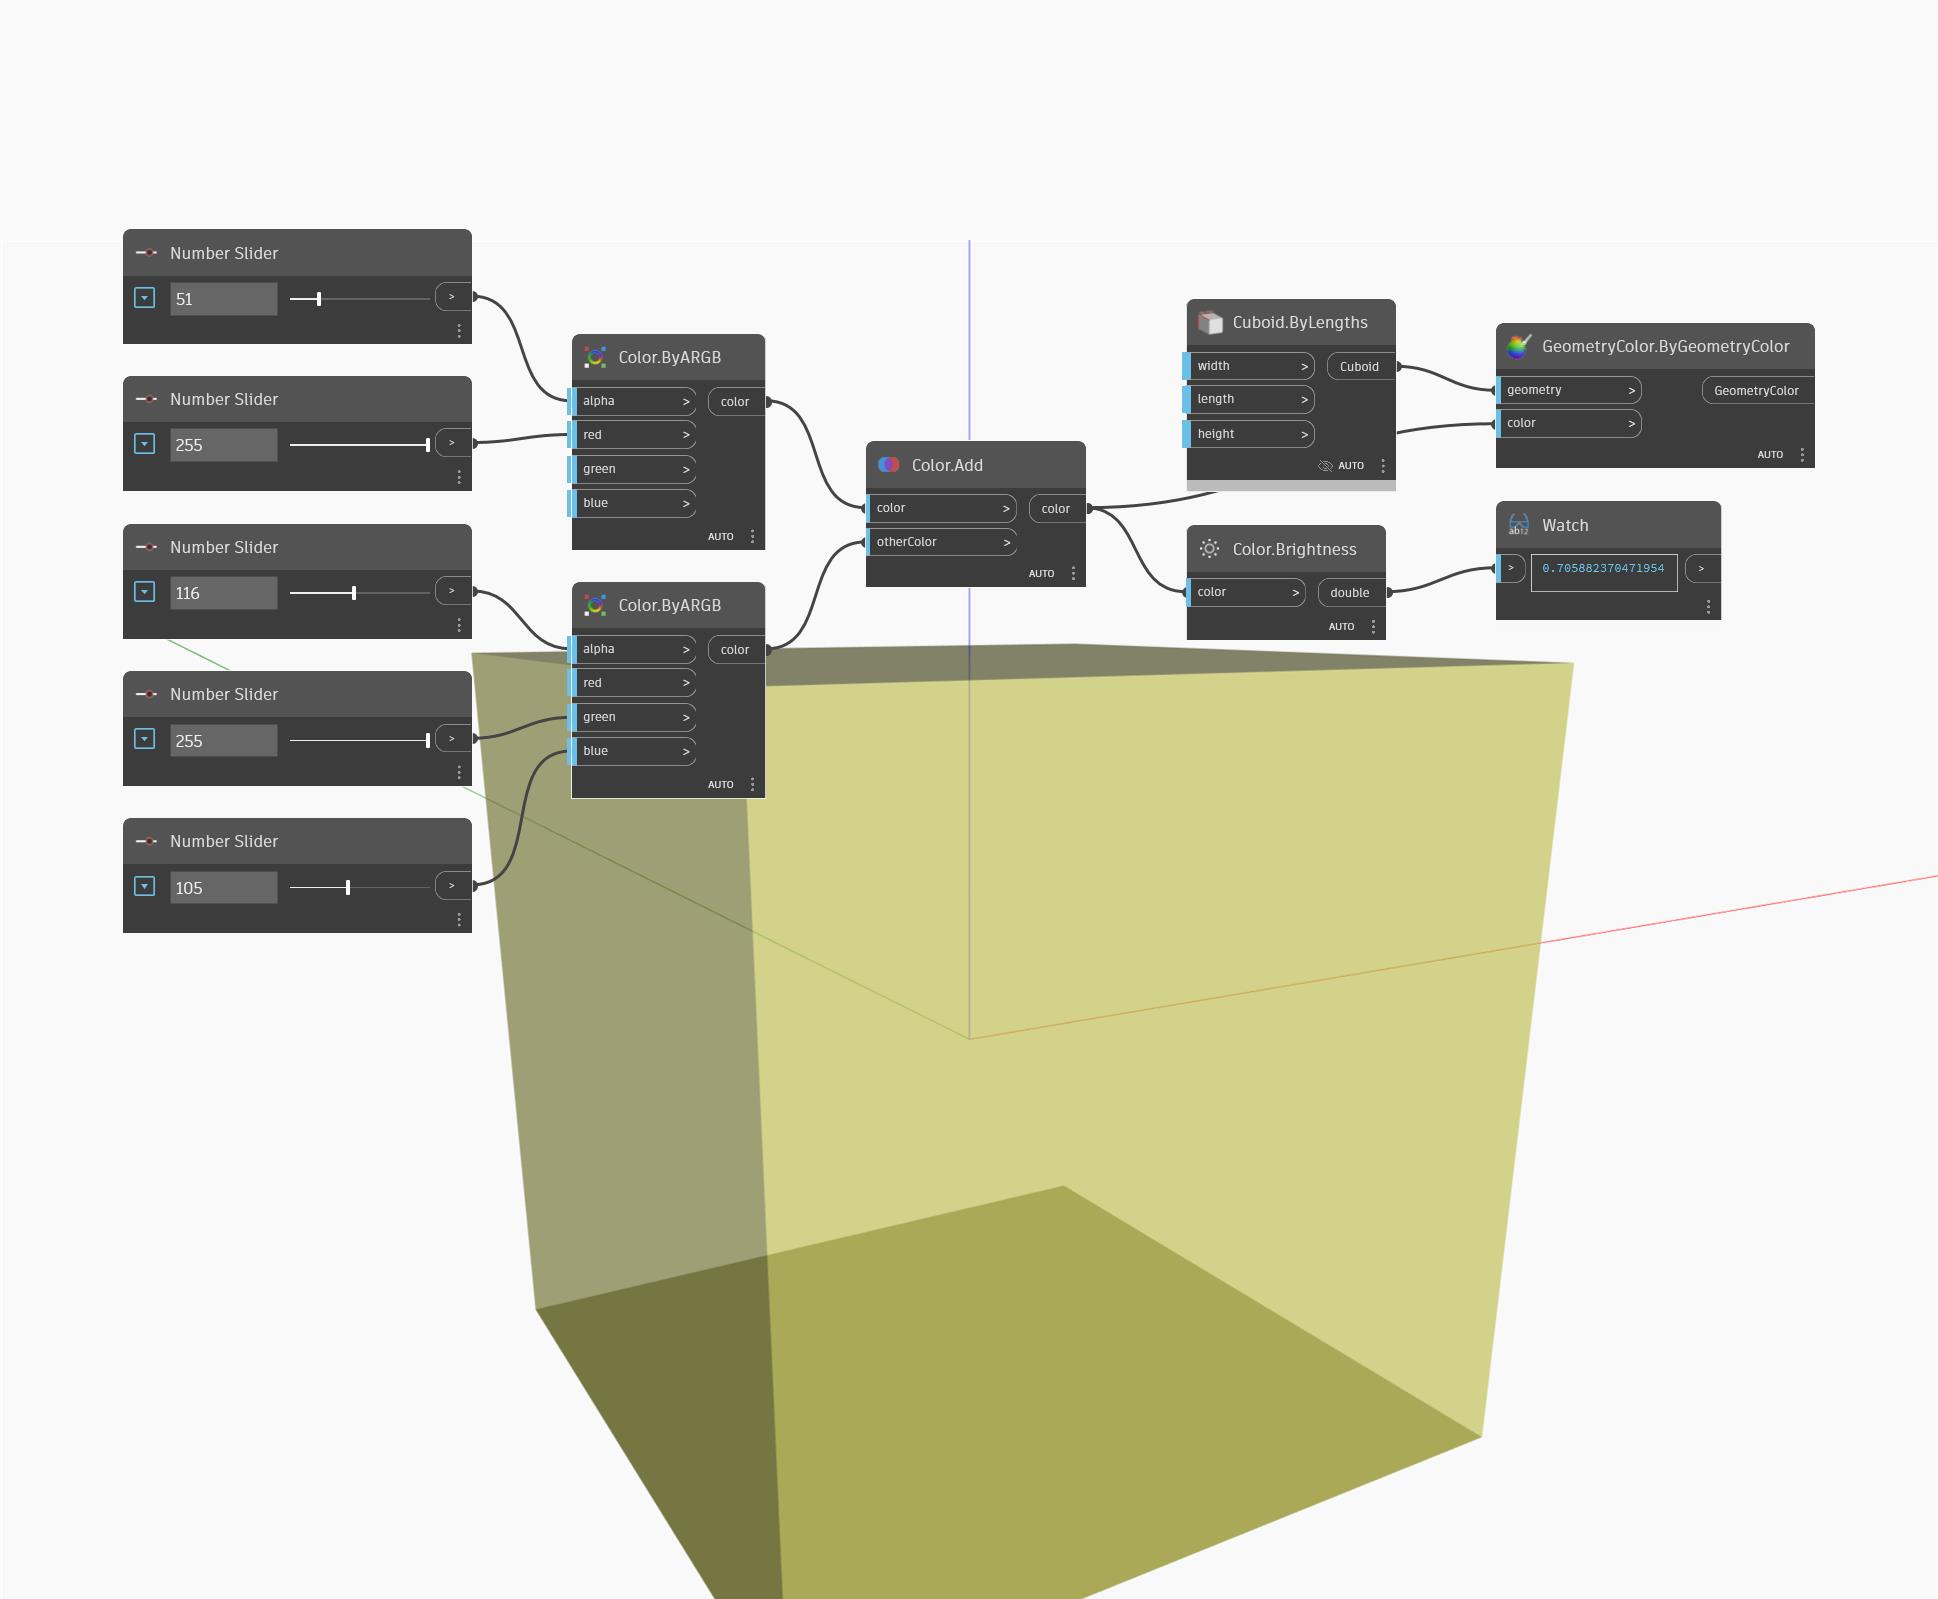 Number Slider
51
>
Number Slider
255
>
Number Slider
116
>
Number Slider
255
>
Number Slider
105
>
Color.ByARGB
alpha > color
red >
green >
blue >
AUTO
Color.ByARGB
alpha > color
red >
green >
blue >
AUTO
Color.Add
color > color
otherColor >
AUTO
Cuboid.ByLengths
width > Cuboid
length >
height >
AUTO
Color.Brightness
color > double
AUTO
GeometryColor.ByGeometryColor
geometry > GeometryColor
color >
AUTO
ab12 Watch
> 0.705882370471954 >